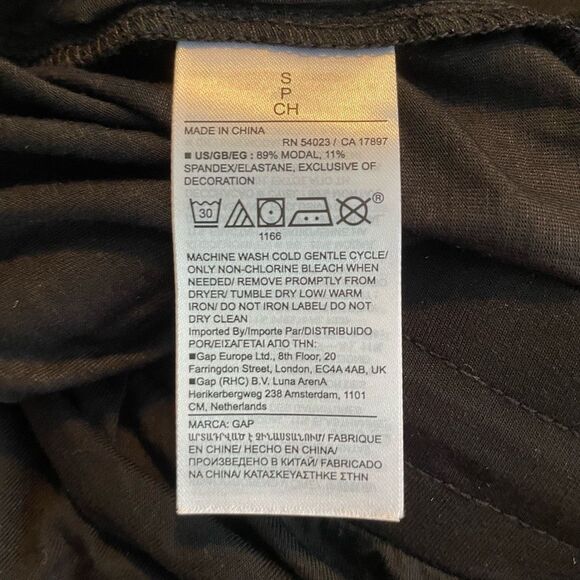 S
P
CH
MADE IN CHINA
RN 54023 / CA 17897
■ US/GB/EG : 89% MODAL, 11%
SPANDEX/ELASTANE, EXCLUSIVE OF
DECORATION
30
®
1166
MACHINE WASH COLD GENTLE CYCLE/
ONLY NON-CHLORINE BLEACH WHEN
NEEDED/ REMOVE PROMPTLY FROM
DRYER/ TUMBLE DRY LOW/ WARM
IRON/ DO NOT IRON LABEL/ DO NOT
DRY CLEAN
Imported By/Importe Par/DISTRIBUIDO
POR/ΕΙΣΑΓΕΤΑΙ ΑΠΟ ΤΗΝ:
■Gap Europe Ltd., 8th Floor, 20
Farringdon Street, London, EC4A 4AB, UK
■Gap (RHC) B.V. Luna ArenA
Herikerbergweg 238 Amsterdam, 1101
CM, Netherlands
MARCA: GAP
ԱՐՏԱԴՐՎԱԾ Է ՉԻՆԱՍՏԱՆՈՒՄ/ FABRIQUE
EN CHINE/ HECHO EN CHINA/
ПРОИЗВЕДЕНО В КИТАЙ/ FABRICADO
NA CHINA/ ΚΑΤΑΣΚΕΥΑΣΤΗΚΕ ΣΤΗΝ